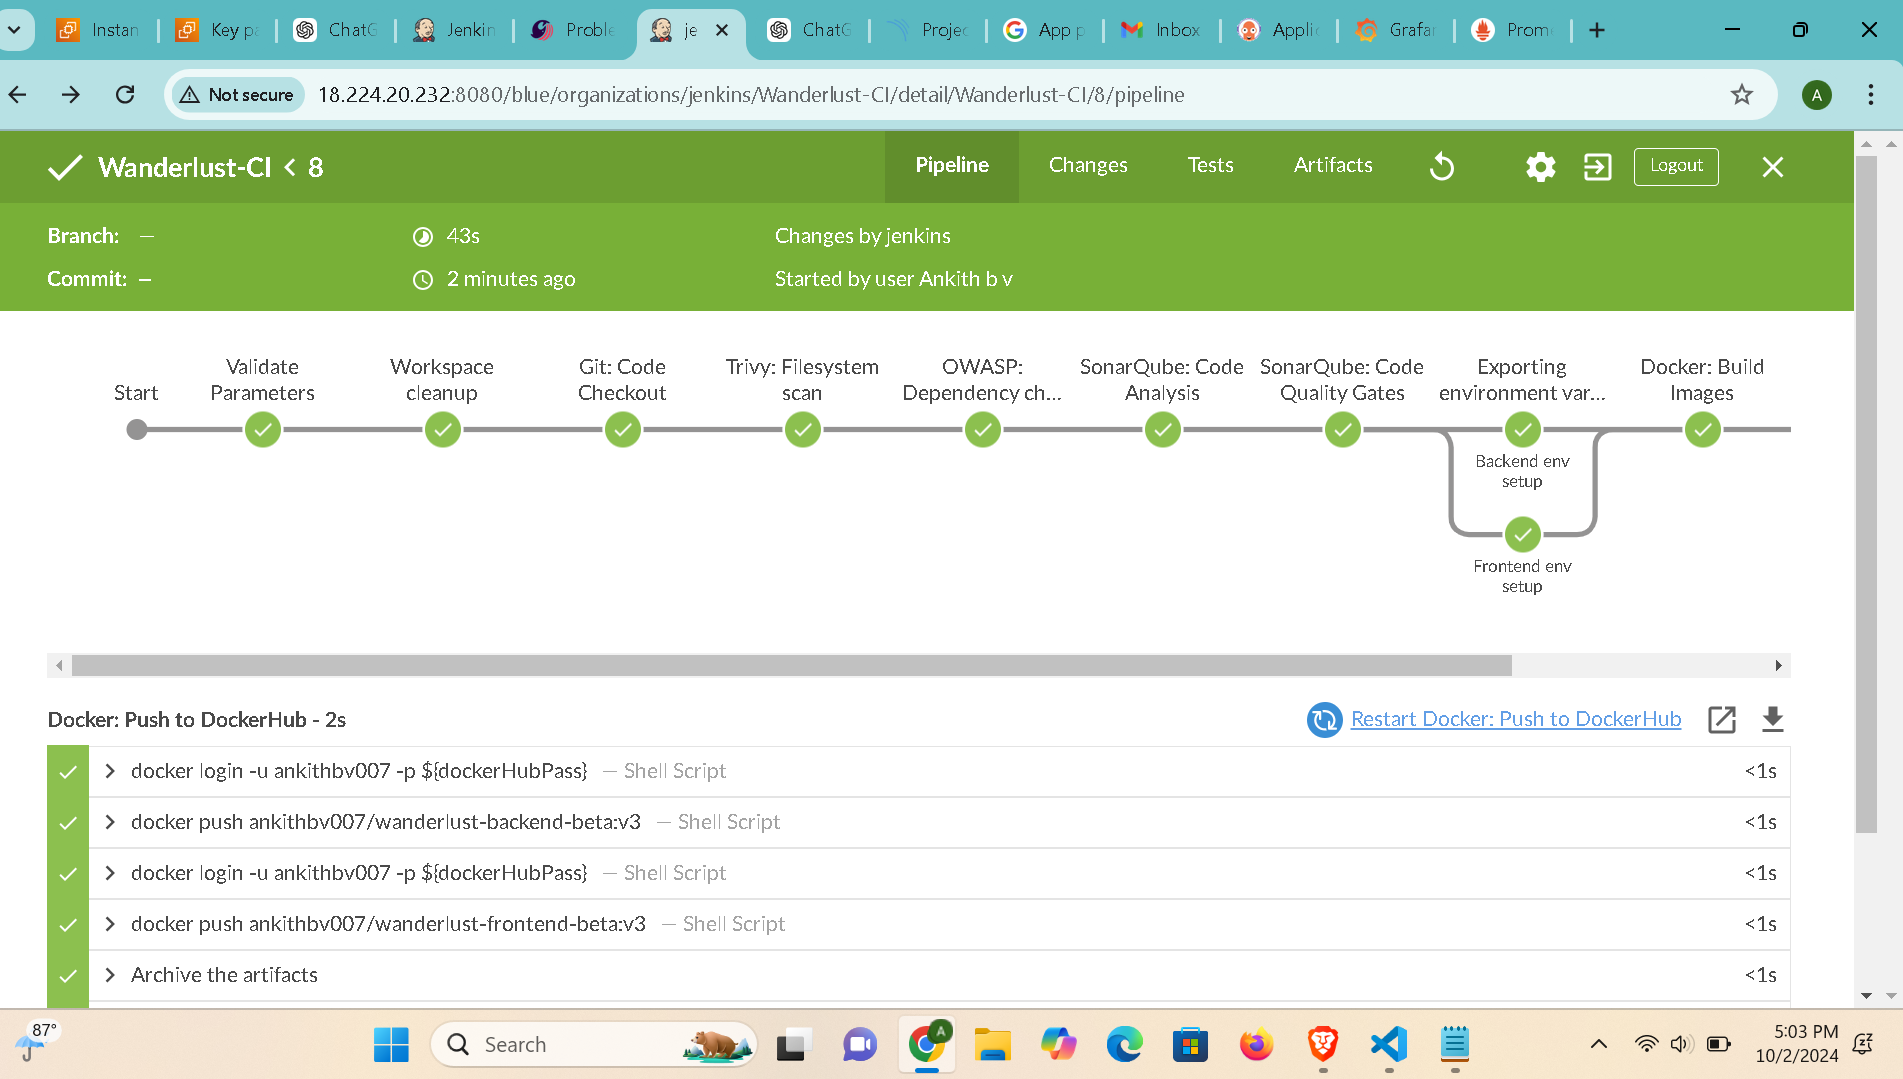 Instan
Key pa
ChatG
Jenkin
Proble
je
ChatG
Projec
App p
Inbox
Applic
Grafar
Prom
Not secure
18.224.20.232:8080/blue/organizations/jenkins/Wanderlust-CI/detail/Wanderlust-CI/8/pipeline
A
Wanderlust-CI < 8
Pipeline
Changes
Tests
Artifacts
Logout
Branch: —
43s
Changes by jenkins
Commit: —
2 minutes ago
Started by user Ankith b v
Start
Validate
Parameters
Workspace
cleanup
Git: Code
Checkout
Trivy: Filesystem
scan
OWASP:
Dependency ch...
SonarQube: Code
Analysis
SonarQube: Code
Quality Gates
Exporting
environment var...
Docker: Build
Images
Backend env
setup
Frontend env
setup
Docker: Push to DockerHub - 2s
Restart Docker: Push to DockerHub
docker login -u ankithbv007 -p ${dockerHubPass} — Shell Script <1s
docker push ankithbv007/wanderlust-backend-beta:v3 — Shell Script <1s
docker login -u ankithbv007 -p ${dockerHubPass} — Shell Script <1s
docker push ankithbv007/wanderlust-frontend-beta:v3 — Shell Script <1s
Archive the artifacts <1s
87°
Search
A
5:03 PM
10/2/2024